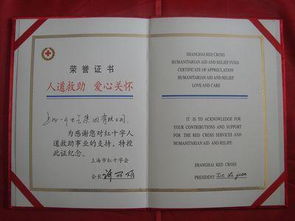 荣誉证书
人道救助 爱心关怀
为感谢您对红十字人
道救助事业的支持,特授
此证纪念。
上海市红十字会
会长
SHANGHAI RED CROSS
HUMANITARIAN AID AND RELIEF FUND
CERTIFICATE OF APPRECIATION
HUMANITARIAN AID AND RELIEF
LOVE AND CARE
IT IS TO ACKNOWLEDGE FOR
YOUR CONTRIBUTIONS AND SUPPORT
FOR THE RED CROSS SERVICES AND
HUMANITARIAN AID AND RELIEF.
SHANGHAI RED CROSS
PRESIDENT